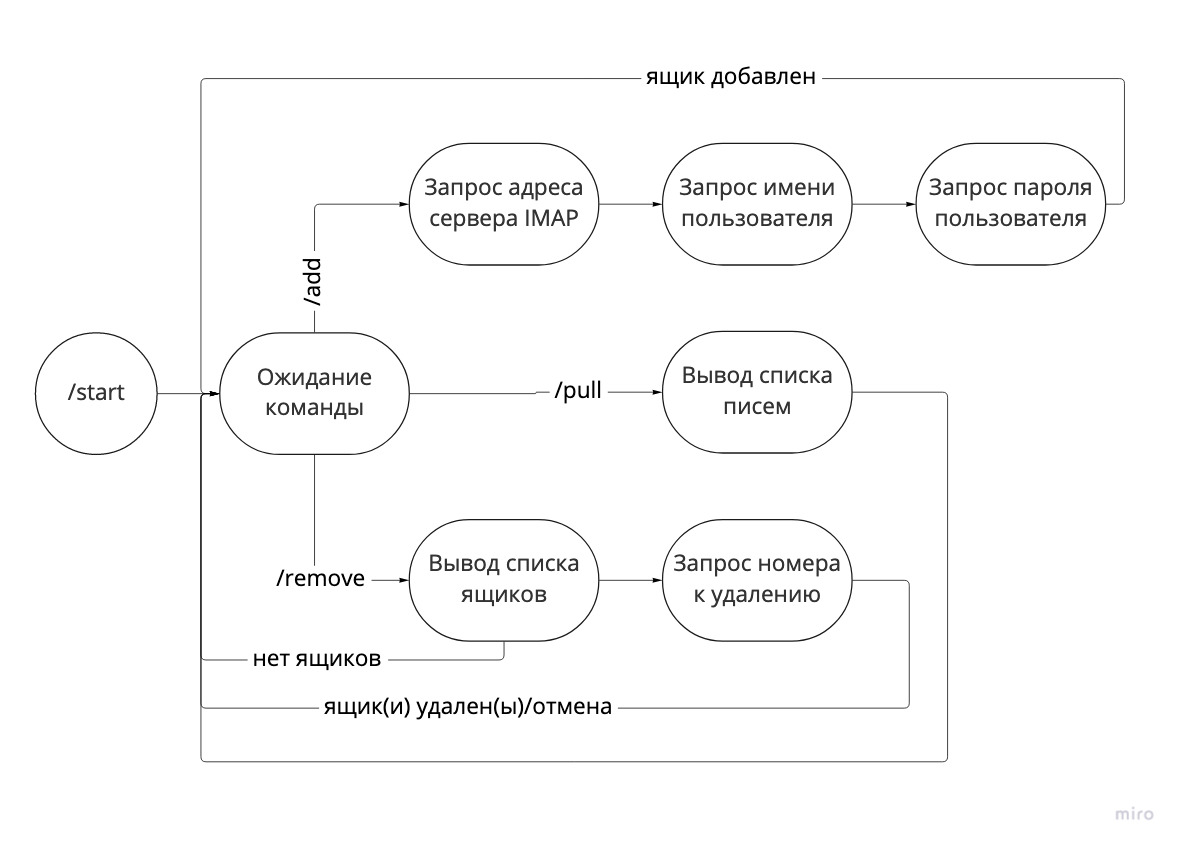 ящик добавлен
Запрос адреса
сервера IMAP
Запрос имени
пользователя
Запрос пароля
пользователя
/add
/start
Ожидание
команды
/pull
Вывод списка
писем
/remove
Вывод списка
ящиков
Запрос номера
к удалению
нет ящиков
ящик(и) удален(ы)/отмена
miro